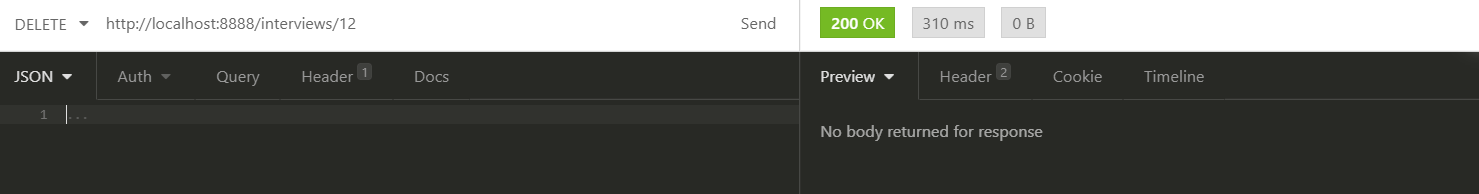 DELETE http://localhost:8888/interviews/12 Send 200 OK 310 ms 0 B
JSON Auth Query Header 1 Docs Preview Header 2 Cookie Timeline
1 ...
No body returned for response